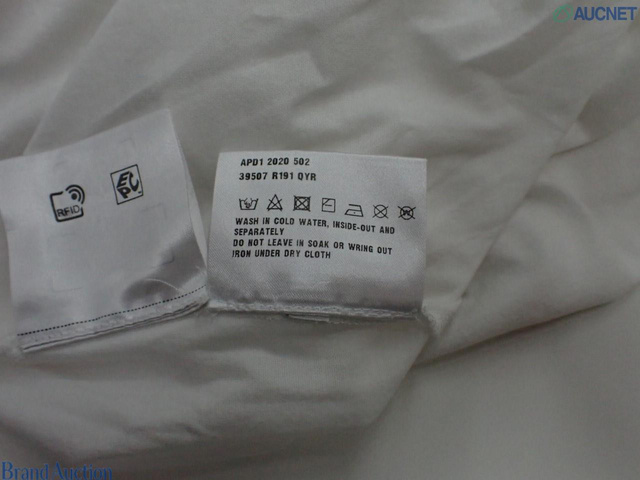 AUCNET
RFID
EPC
APD1 2020 502
39507 R191 QYR
WASH IN COLD WATER, INSIDE-OUT AND
SEPARATELY
DO NOT LEAVE IN SOAK OR WRING OUT
IRON UNDER DRY CLOTH
Brand Auction